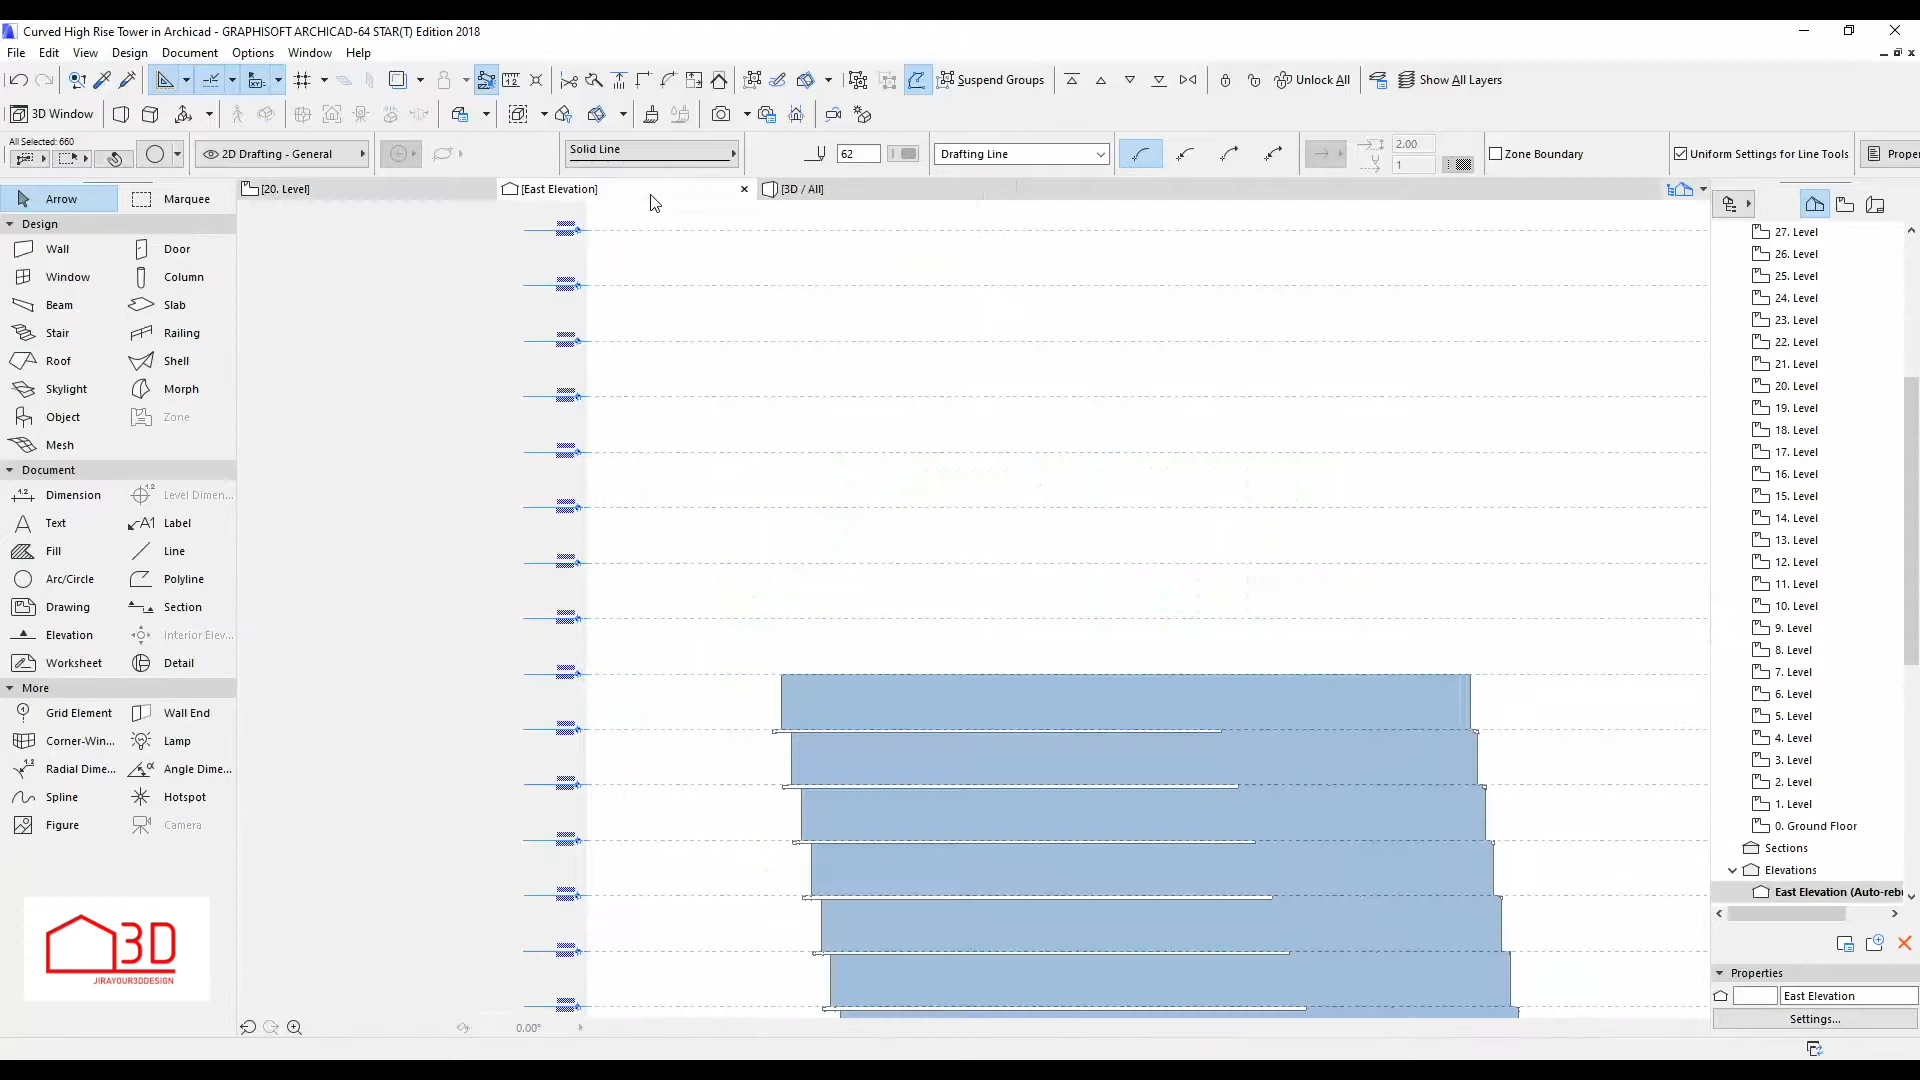 Curved High Rise Tower in Archicad - GRAPHISOFT ARCHICAD-64 STAR(T) Edition 2018
File Edit View Design Document Options Window Help
Suspend Groups Unlock All Show All Layers
3D Window
All Selected: 660
2D Drafting - General
Solid Line
62
Drafting Line
2.00
1
Zone Boundary
Uniform Settings for Line Tools
Proper
[20. Level]
[East Elevation]
[3D / All]
Arrow Marquee
Design
Wall Door
Window Column
Beam Slab
Stair Railing
Roof Shell
Skylight Morph
Object Zone
Mesh
Document
Dimension Level Dimen...
Text Label
Fill Line
Arc/Circle Polyline
Drawing Section
Elevation Interior Elev...
Worksheet Detail
More
Grid Element Wall End
Corner-Win... Lamp
Radial Dime... Angle Dime...
Spline Hotspot
Figure Camera
3D
JIRAYOUR3DDESIGN
0.00°
27. Level
26. Level
25. Level
24. Level
23. Level
22. Level
21. Level
20. Level
19. Level
18. Level
17. Level
16. Level
15. Level
14. Level
13. Level
12. Level
11. Level
10. Level
9. Level
8. Level
7. Level
6. Level
5. Level
4. Level
3. Level
2. Level
1. Level
0. Ground Floor
Sections
Elevations
East Elevation (Auto-reb
Properties
East Elevation
Settings...